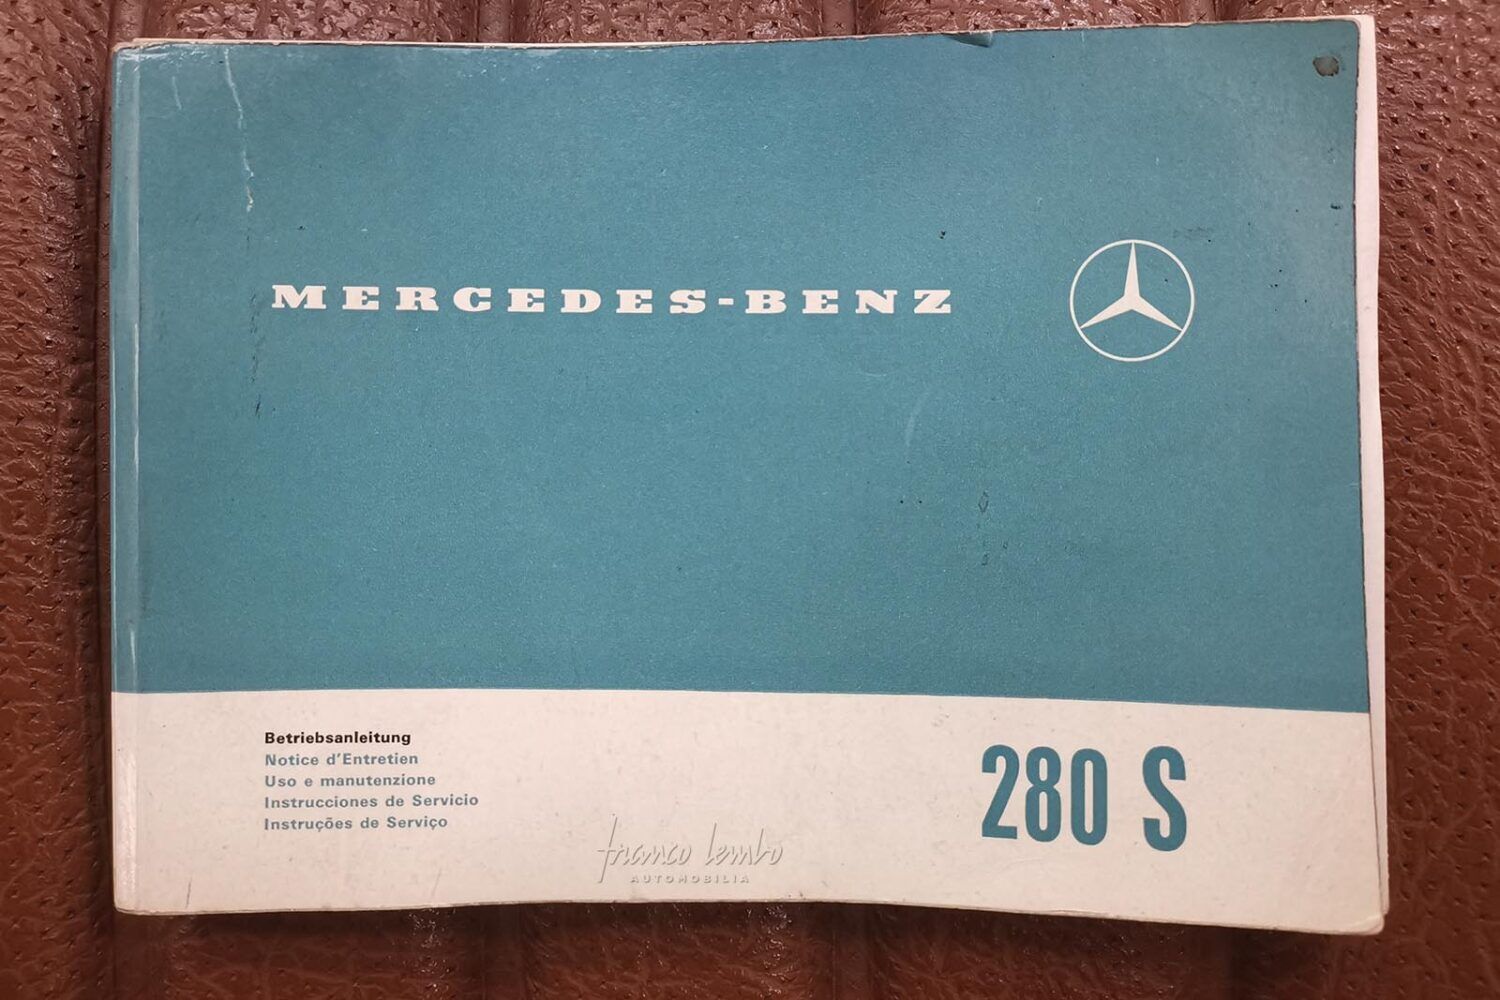 MERCEDES-BENZ
Betriebsanleitung
Notice d'Entretien
Uso e manutenzione
Instrucciones de Servicio
Instruções de Serviço
280 S
franco lembo
AUTOMOBILIA